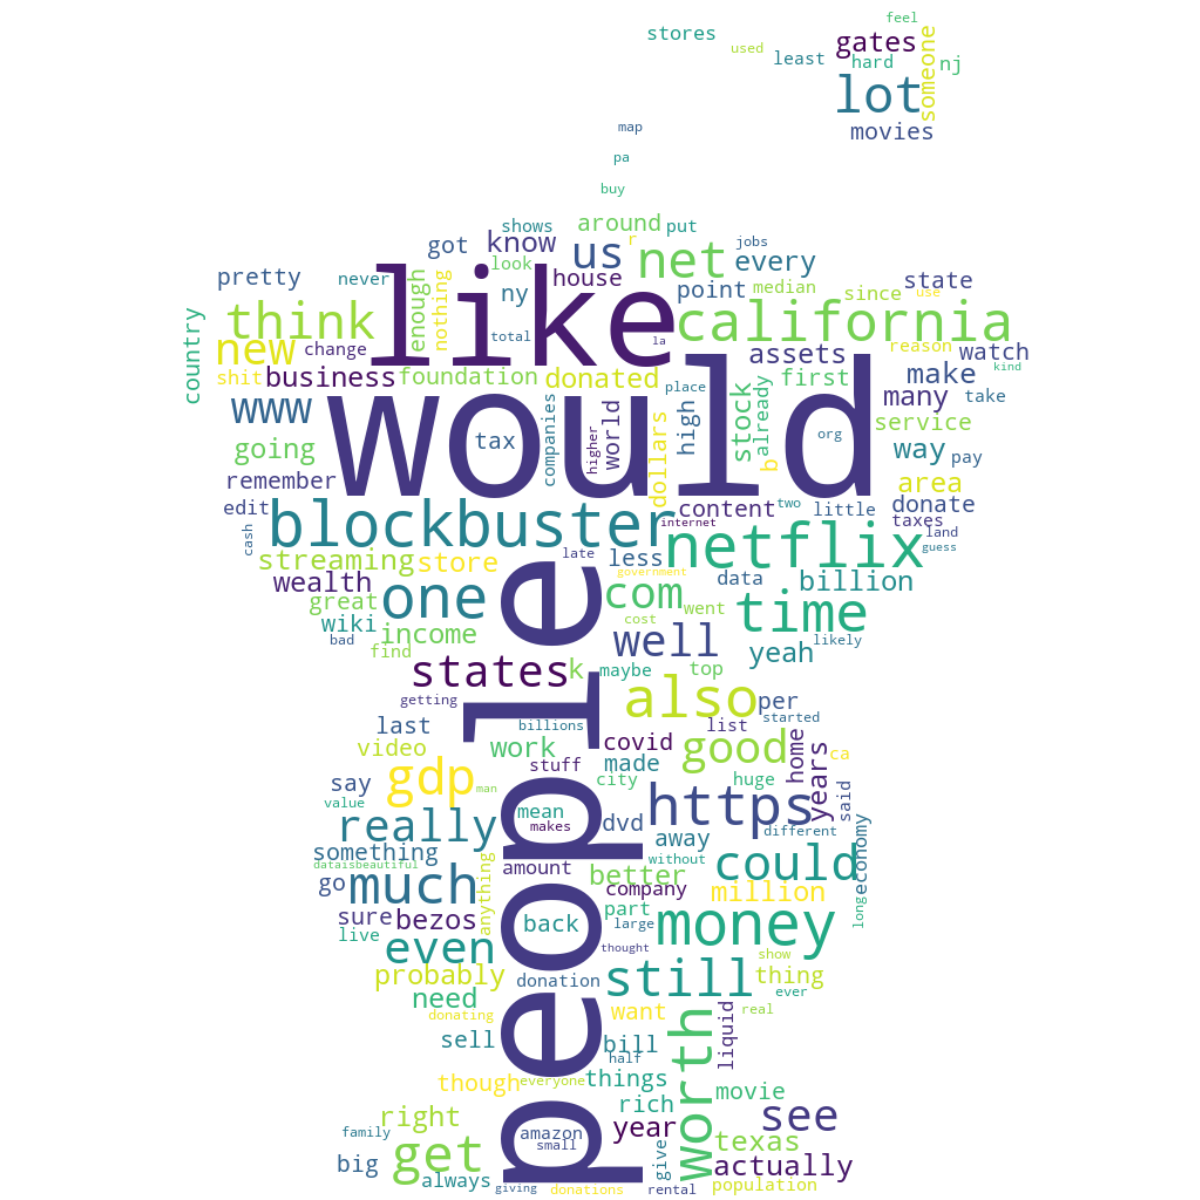 feel
stores
gates
used
least
hard
someone
nj
lot
map
movies
pa
buy
shows
around
put
got
know
us
r
net
jobs
every
look
pretty
never
enough
nothing
ny
house
like
point
median
since
state
use
country
think
new
change
total
la
california
assets
reason
watch
kind
shit
business
foundation
donated
place
first
make
many
take
www
would
tax
companies
higher
world
dollars
high
stock
already
b
org
service
going
way
pay
remember
area
edit
content
two
little
donate
taxes
blockbuster
internet
land
cash
netflix
guess
streaming
store
late
less
government
data
billion
wealth
one
com
great
went
time
wiki
income
cost
well
bad
find
likely
yeah
states
k
maybe
top
people
getting
also
per
last
billions
list
started
video
work
covid
good
home
years
ca
gdp
stuff
made
say
man
city
huge
value
mean
https
said
really
makes
dvd
away
different
economy
something
dataisbeautiful
anything
amount
without
could
go
much
better
company
million
long
sure
bezos
back
part
large
money
live
even
thought
show
probably
donation
still
thing
ever
need
donating
want
worth
liquid
real
sell
bill
half
though
everyone
things
movie
right
rich
family
amazon
small
year
see
get
give
texas
big
always
actually
giving
donations
rental
population